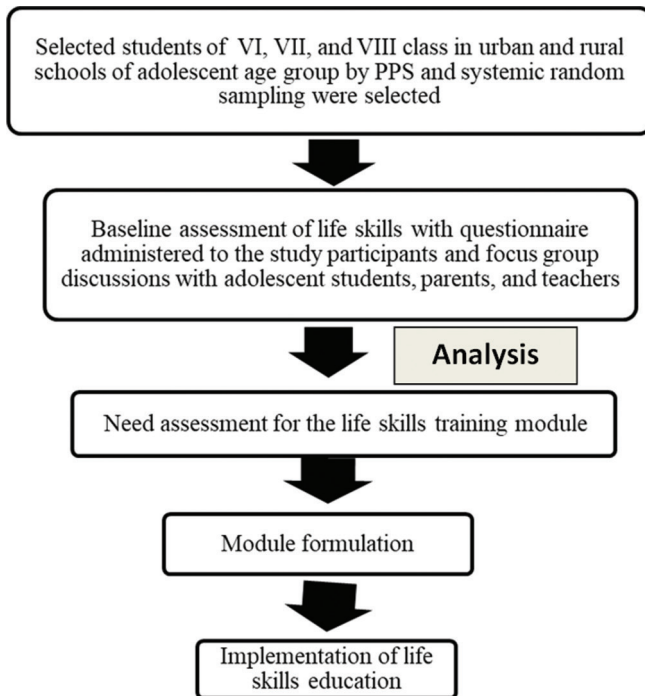 Selected students of VI, VII, and VIII class in urban and rural
schools of adolescent age group by PPS and systemic random
sampling were selected
Baseline assessment of life skills with questionnaire
administered to the study participants and focus group
discussions with adolescent students, parents, and teachers
Analysis
Need assessment for the life skills training module
Module formulation
Implementation of life
skills education